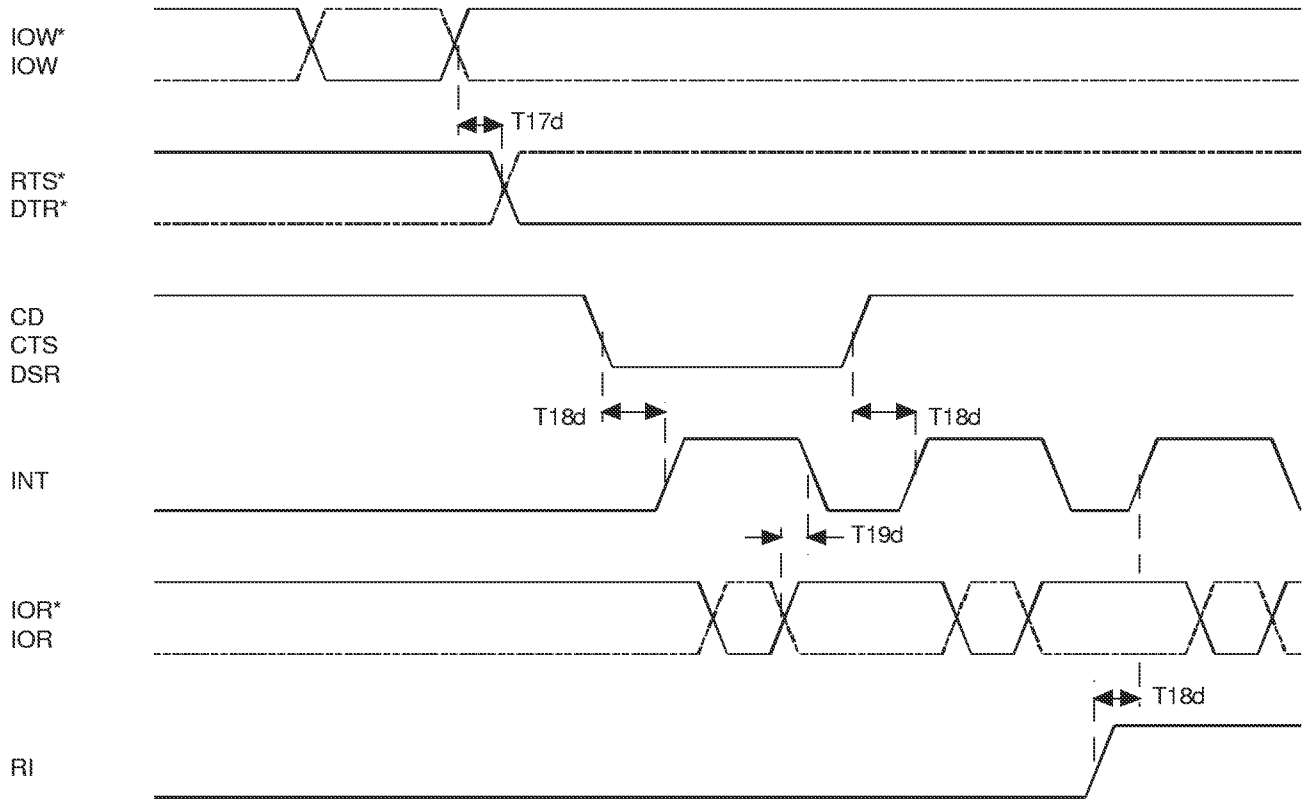 IOW*
IOW
T17d
RTS*
DTR*
CD
CTS
DSR
T18d
T18d
INT
T19d
IOR*
IOR
T18d
RI